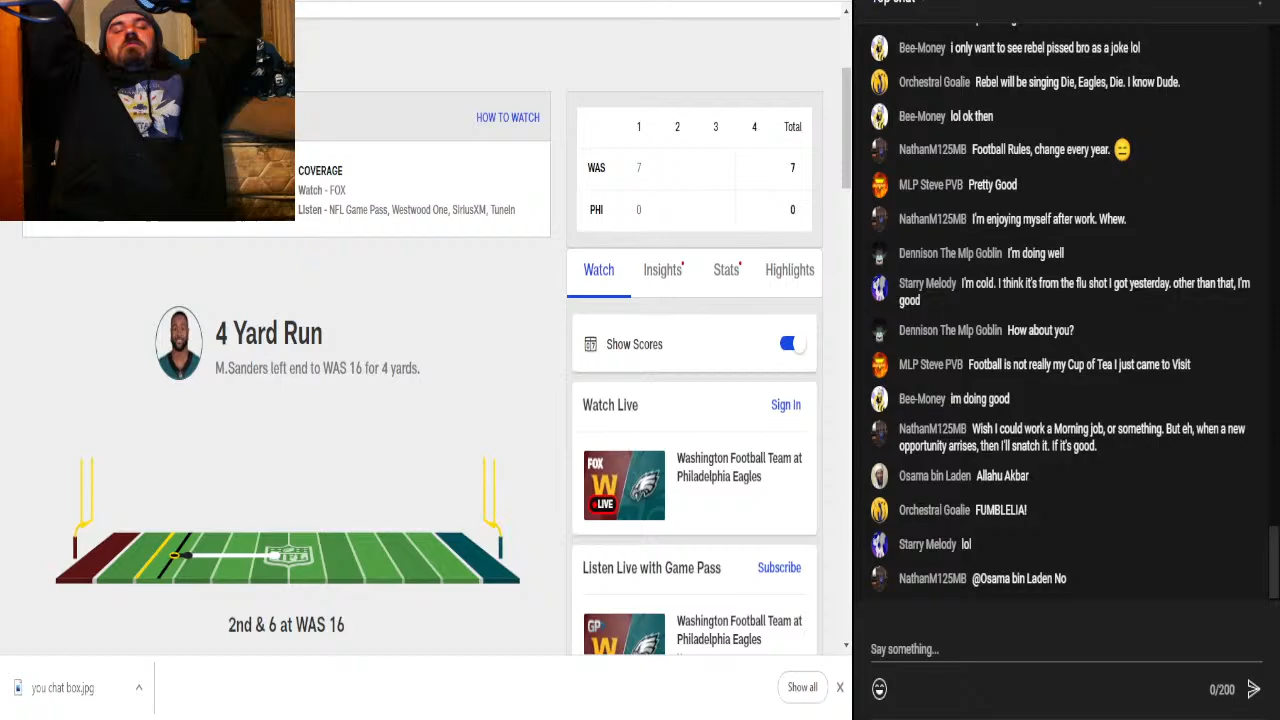 HOW TO WATCH
COVERAGE
Watch - FOX
Listen - NFL Game Pass, Westwood One, SiriusXM, TuneIn
1 2 3 4 Total
WAS 7 7
PHI 0 0
Watch Insights Stats Highlights
Show Scores
Watch Live Sign In
FOX
W
LIVE
Washington Football Team at
Philadelphia Eagles
Listen Live with Game Pass Subscribe
GP
W
Washington Football Team at
Philadelphia Eagles
4 Yard Run
M.Sanders left end to WAS 16 for 4 yards.
NFL
2nd & 6 at WAS 16
you chat box.jpg
Show all X
Bee-Money i only want to see rebel pissed bro as a joke lol
Orchestral Goalie Rebel will be singing Die, Eagles, Die. I know Dude.
Bee-Money lol ok then
NathanM125MB Football Rules, change every year. 😑
MLP Steve PVB Pretty Good
NathanM125MB I'm enjoying myself after work. Whew.
Dennison The Mlp Goblin I'm doing well
Starry Melody I'm cold. I think it's from the flu shot I got yesterday. other than that, I'm
good
Dennison The Mlp Goblin How about you?
MLP Steve PVB Football is not really my Cup of Tea I just came to Visit
Bee-Money im doing good
NathanM125MB Wish I could work a Morning job, or something. But eh, when a new
opportunity arrises, then I'll snatch it. If it's good.
Osama bin Laden Allahu Akbar
Orchestral Goalie FUMBLELIA!
Starry Melody lol
NathanM125MB @Osama bin Laden No
Say something...
0/200